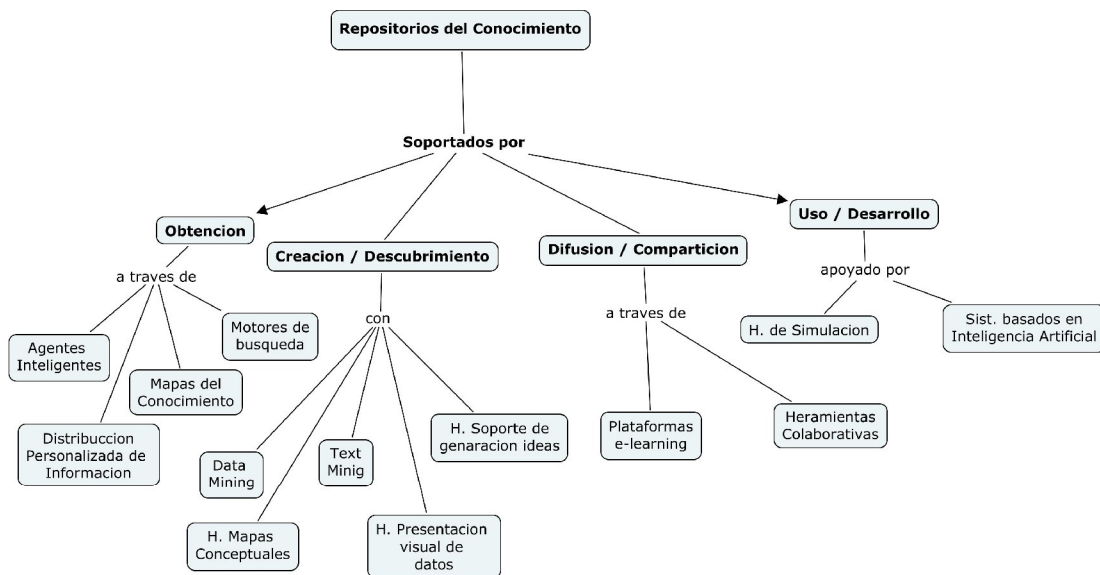 Repositorios del Conocimiento
Soportados por
Obtencion
a traves de
Agentes
Inteligentes
Distribuccion
Personalizada de
Informacion
Mapas del
Conocimiento
Motores de
busqueda
Creacion / Descubrimiento
con
Data
Mining
H. Mapas
Conceptuales
Text
Minig
H. Presentacion
visual de
datos
H. Soporte de
genaracion ideas
Difusion / Comparticion
a traves de
Plataformas
e-learning
Heramientas
Colaborativas
Uso / Desarrollo
apoyado por
H. de Simulacion
Sist. basados en
Inteligencia Artificial